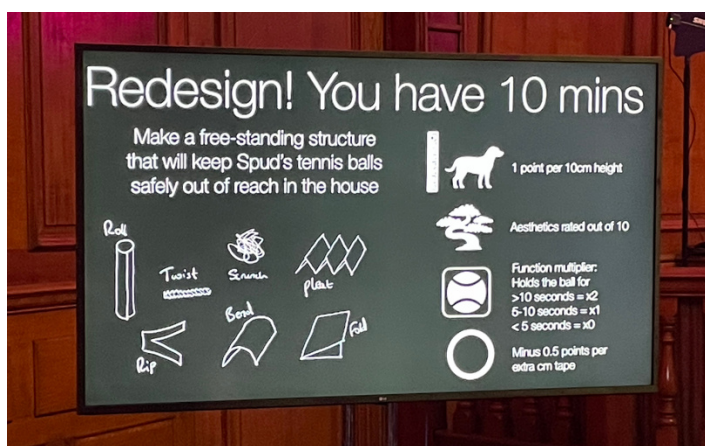 Redesign! You have 10 mins
Make a free-standing structure
that will keep Spud's tennis balls
safely out of reach in the house
Roll
Twist
Scrunch
pleat
Rip
Bend
Fold
1 point per 10cm height
Aesthetics rated out of 10
Function multiplier:
Holds the ball for
>10 seconds = x2
5-10 seconds = x1
< 5 seconds = x0
Minus 0.5 points per
extra cm tape
LG